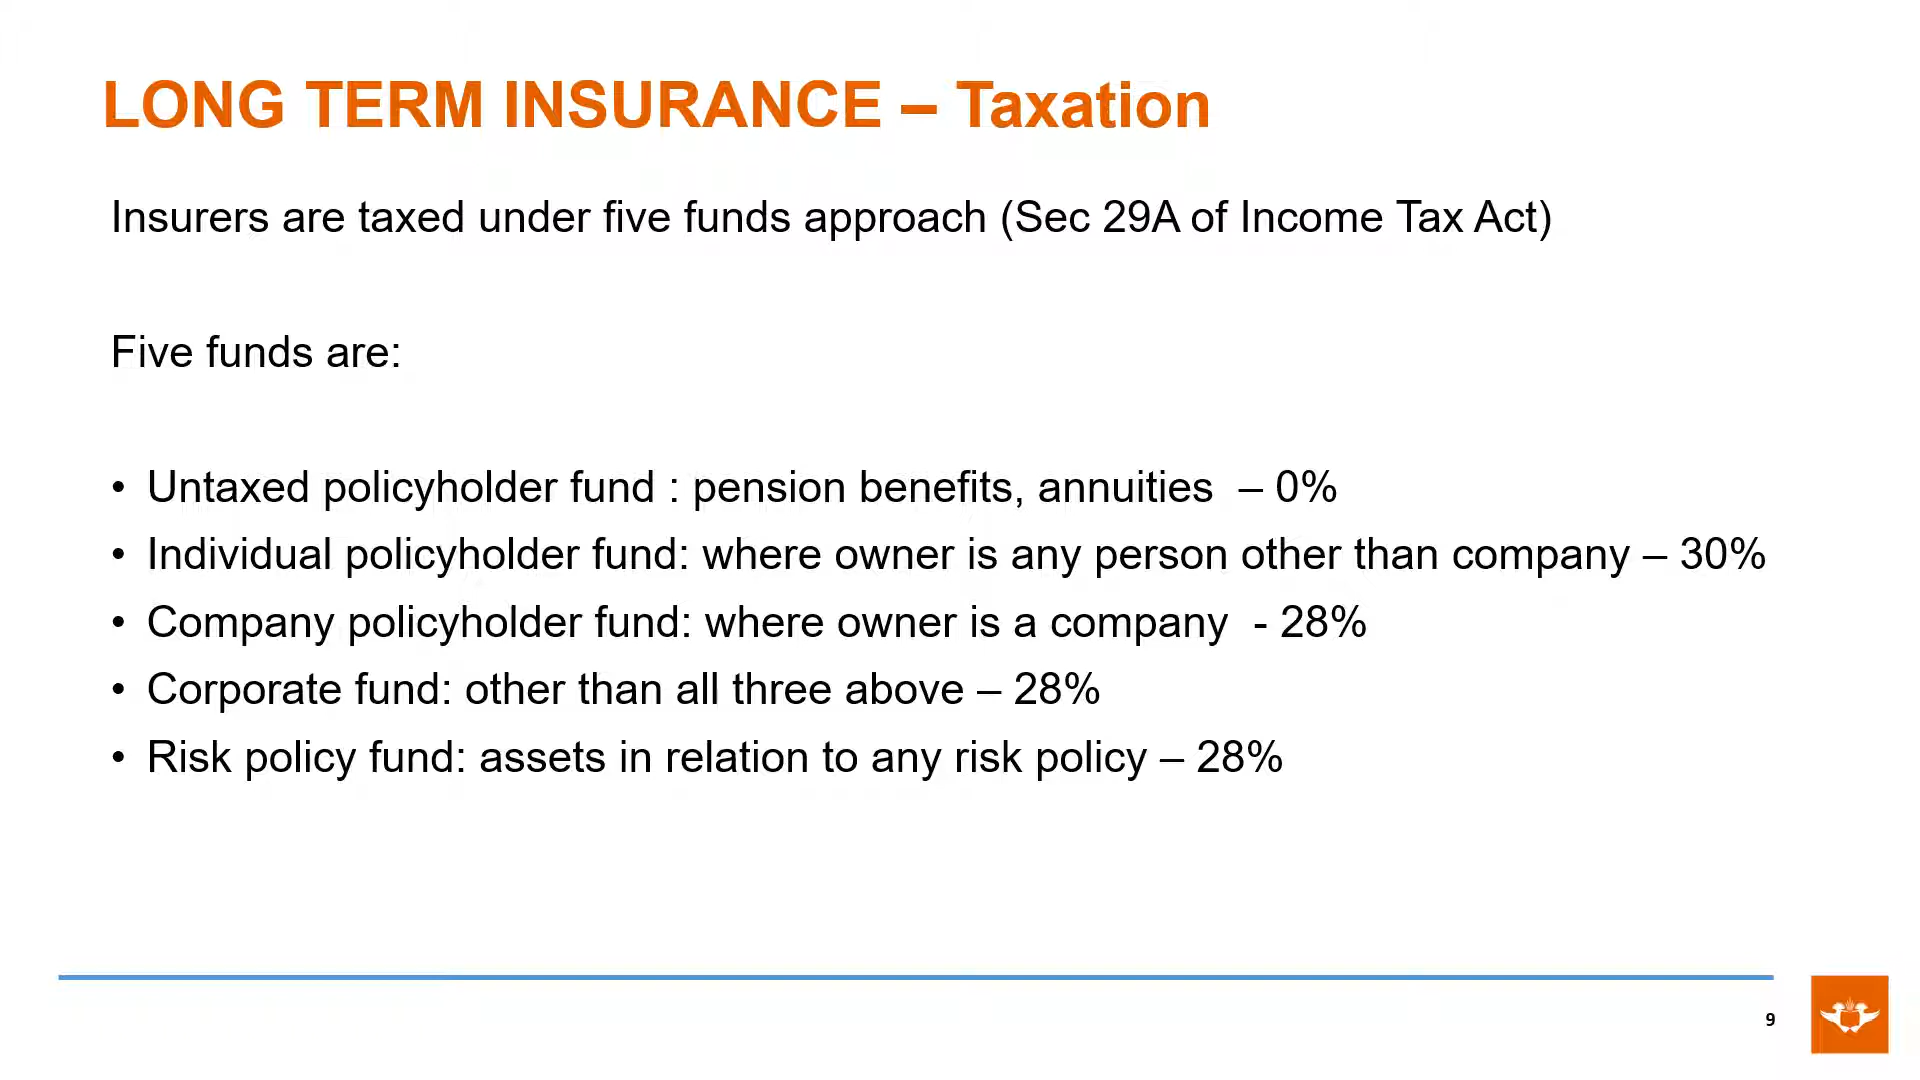 LONG TERM INSURANCE – Taxation
Insurers are taxed under five funds approach (Sec 29A of Income Tax Act)
Five funds are:
• Untaxed policyholder fund : pension benefits, annuities  – 0%
• Individual policyholder fund: where owner is any person other than company – 30%
• Company policyholder fund: where owner is a company  - 28%
• Corporate fund: other than all three above – 28%
• Risk policy fund: assets in relation to any risk policy – 28%
9